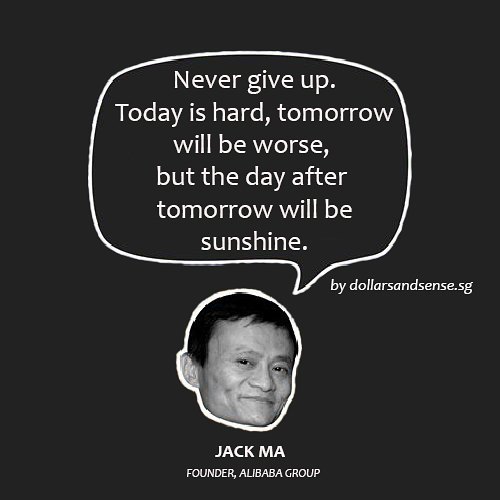 Never give up.
Today is hard, tomorrow
will be worse,
but the day after
tomorrow will be
sunshine.
by dollarsandsense.sg
JACK MA
FOUNDER, ALIBABA GROUP